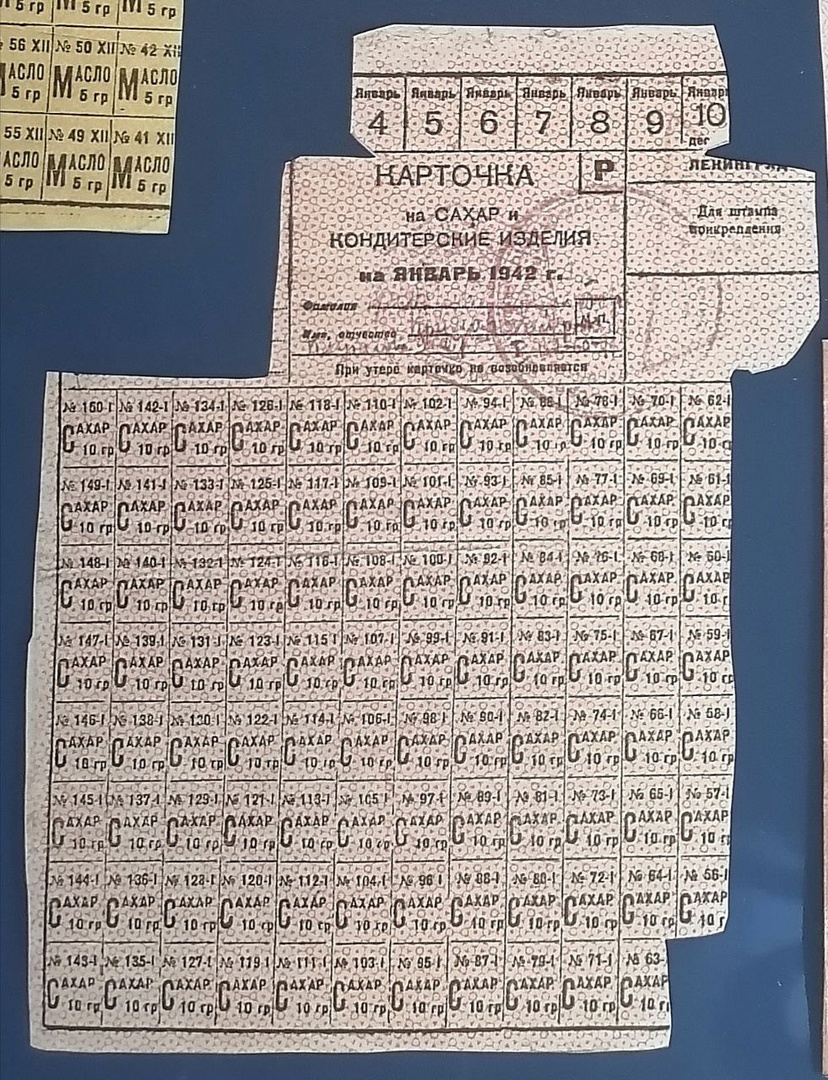 5 гр 5 гр 5 гр
56 XII № 50 XII № 42 XII
МАСЛО МАСЛО МАСЛО
5 гр 5 гр 5 гр
55 XII № 49 XII № 41 XII
МАСЛО МАСЛО МАСЛО
5 гр 5 гр 5 гр
Январь Январь Январь Январь Январь Январь Январь
4 5 6 7 8 9 10
дег
КАРТОЧКА
Р
на САХАР и
КОНДИТЕРСКИЕ ИЗДЕЛИЯ
на ЯНВАРЬ 1942 г.
Фамилия
Имя, отчество
М.П.
При утере карточка не возобновляется
ЛЕНИНГРАД
Для штампа
прикрепления
№ 150-I № 142-I № 134-I № 126-I № 118-I № 110-I № 102-I № 94-I № 86-I № 78-I № 70-I № 62-I
САХАР САХАР САХАР САХАР САХАР САХАР САХАР САХАР САХАР САХАР САХАР САХАР
10 гр 10 гр 10 гр 10 гр 10 гр 10 гр 10 гр 10 гр 10 гр 10 гр 10 гр 10 г
№ 149-I № 141-I № 133-I № 125-I № 117-I № 109-I № 101-I № 93-I № 85-I № 77-I № 69-I № 61-I
САХАР САХАР САХАР САХАР САХАР САХАР САХАР САХАР САХАР САХАР САХАР САХАР
10 гр 10 гр 10 гр 10 гр 10 гр 10 гр 10 гр 10 гр 10 гр 10 гр 10 гр 10 г
№ 148-I № 140-I № 132-I № 124-I № 116-I № 108-I № 100-I № 92-I № 84-I № 76-I № 68-I № 60-I
САХАР САХАР САХАР САХАР САХАР САХАР САХАР САХАР САХАР САХАР САХАР САХАР
10 гр 10 гр 10 гр 10 гр 10 гр 10 гр 10 гр 10 гр 10 гр 10 гр 10 гр 10 гр
№ 147-I № 139-I № 131-I № 123-I № 115 I № 107-I № 99-I № 91-I № 83-I № 75-I № 67-I № 59-I
САХАР САХАР САХАР САХАР САХАР САХАР САХАР САХАР САХАР САХАР САХАР САХАР
10 гр 10 гр 10 гр 10 гр 10 гр 10 гр 10 гр 10 гр 10 гр 10 гр 10 гр 10 гр
№ 146-I № 138-I № 130-I № 122-I № 114-I № 106-I № 98 I № 90-I № 82-I № 74-I № 66-I № 58-I
САХАР САХАР САХАР САХАР САХАР САХАР САХАР САХАР САХАР САХАР САХАР САХАР
10 гр 10 гр 10 гр 10 гр 10 гр 10 гр 10 гр 10 гр 10 гр 10 гр 10 гр 10 гр
№ 145-I № 137-I № 129-I № 121-I № 113-I № 105 I № 97-I № 89-I № 81-I № 73-I № 65-I № 57-I
САХАР САХАР САХАР САХАР САХАР САХАР САХАР САХАР САХАР САХАР САХАР САХАР
10 гр 10 гр 10 гр 10 гр 10 гр 10 гр 10 гр 10 гр 10 гр 10 гр 10 гр 10 гр
№ 144-I № 136-I № 128-I № 120-I № 112-I № 104-I № 96 I № 88-I № 80-I № 72-I № 64-I № 56-I
САХАР САХАР САХАР САХАР САХАР САХАР САХАР САХАР САХАР САХАР САХАР САХАР
10 гр 10 гр 10 гр 10 гр 10 гр 10 гр 10 гр 10 гр 10 гр 10 гр 10 гр 10 г
№ 143-I № 135-I № 127-I № 119 I № 111-I № 103-I № 95 I № 87-I № 79-I № 71-I № 63-
САХАР САХАР САХАР САХАР САХАР САХАР САХАР САХАР САХАР САХАР САХАР
10 гр 10 гр 10 гр 10 гр 10 гр 10 гр 10 гр 10 гр 10 гр 10 гр 10 гр